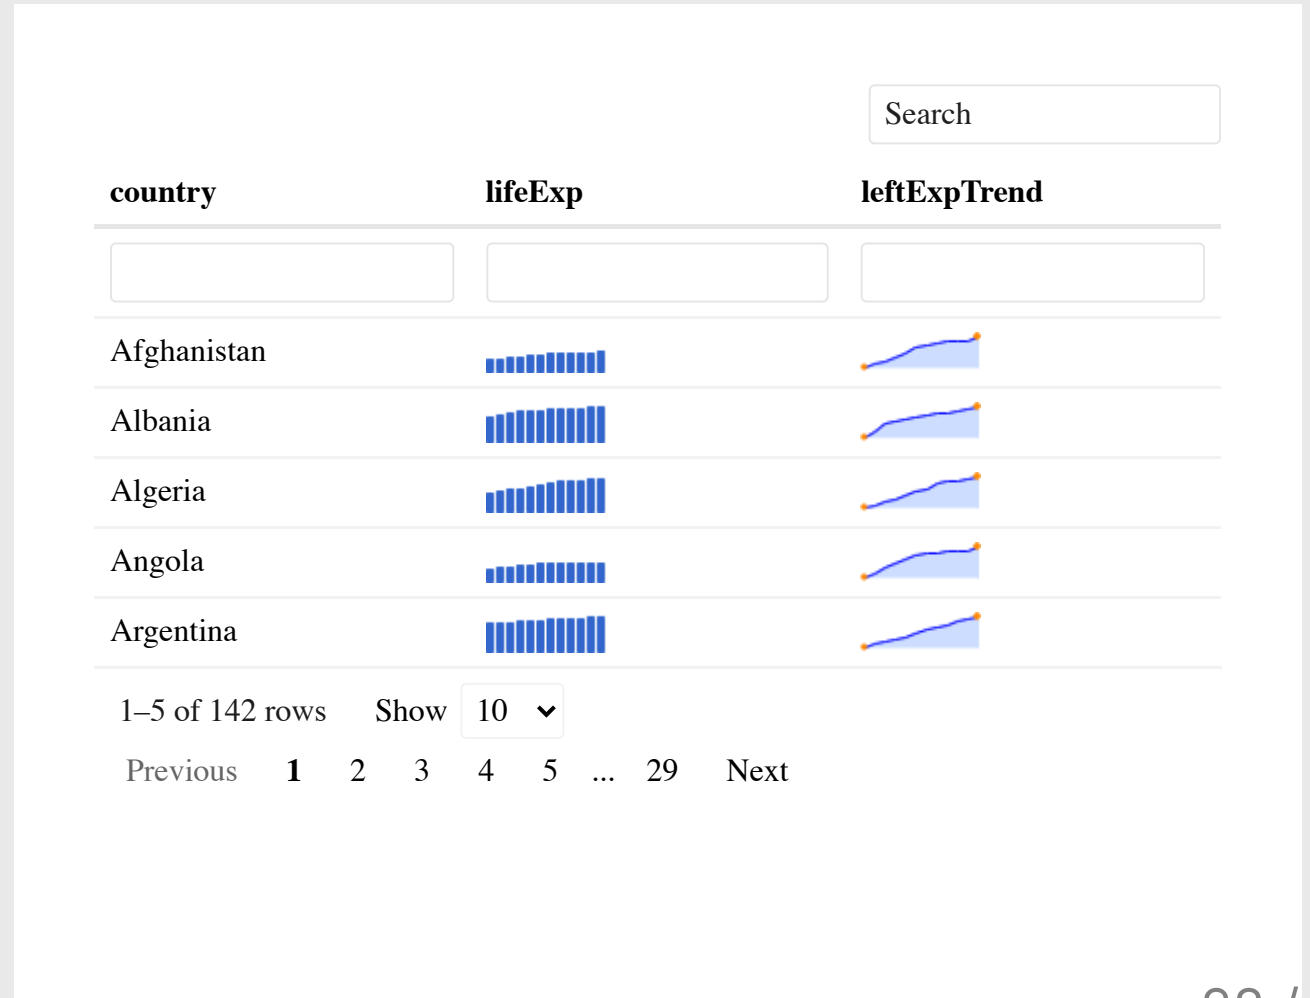 Search
country lifeExp leftExpTrend
Afghanistan
Albania
Algeria
Angola
Argentina
1–5 of 142 rows Show 10
Previous 1 2 3 4 5 ... 29 Next